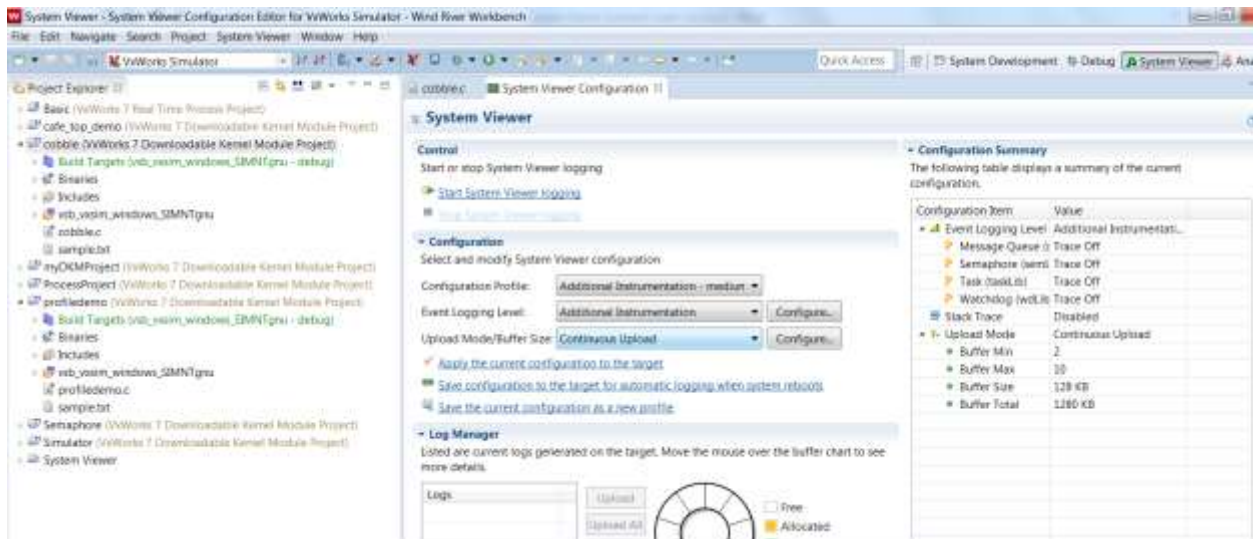 System Viewer - System Viewer Configuration Editor for VxWorks Simulator - Wind River Workbench
File Edit Navigate Search Project System Viewer Window Help
VxWorks Simulator
Quick Access
System Development
Debug
System Viewer
Project Explorer
Basic (VxWorks 7 Real Time Process Project)
cafe_top_demo (VxWorks 7 Downloadable Kernel Module Project)
cobble (VxWorks 7 Downloadable Kernel Module Project)
Build Targets (vsb_vxsim_windows_SIMNTgnu - debug)
Binaries
Includes
vsb_vxsim_windows_SIMNTgnu
cobble.c
sample.txt
myDKMProject (VxWorks 7 Downloadable Kernel Module Project)
ProcessProject (VxWorks 7 Downloadable Kernel Module Project)
profiledemo (VxWorks 7 Downloadable Kernel Module Project)
Build Targets (vsb_vxsim_windows_SIMNTgnu - debug)
Binaries
Includes
vsb_vxsim_windows_SIMNTgnu
profiledemo.c
sample.txt
Semaphore (VxWorks 7 Downloadable Kernel Module Project)
Simulator (VxWorks 7 Downloadable Kernel Module Project)
System Viewer
cobble.c
System Viewer Configuration
System Viewer
Control
Start or stop System Viewer logging
Start System Viewer logging
Stop System Viewer logging
Configuration
Select and modify System Viewer configuration
Configuration Profile: Additional Instrumentation - medium
Event Logging Level: Additional Instrumentation Configure...
Upload Mode/Buffer Size: Continuous Upload Configure...
Apply the current configuration to the target
Save configuration to the target for automatic logging when system reboots
Save the current configuration as a new profile
Log Manager
Listed are current logs generated on the target. Move the mouse over the buffer chart to see
more details.
Logs
Upload
Upload All
Free
Allocated
Configuration Summary
The following table displays a summary of the current
configuration.
Configuration Item Value
Event Logging Level Additional Instrumentati...
Message Queue Trace Off
Semaphore (semL Trace Off
Task (taskLib) Trace Off
Watchdog (wdLib Trace Off
Stack Trace Disabled
Upload Mode Continuous Upload
Buffer Min 2
Buffer Max 10
Buffer Size 128 KB
Buffer Total 1280 KB